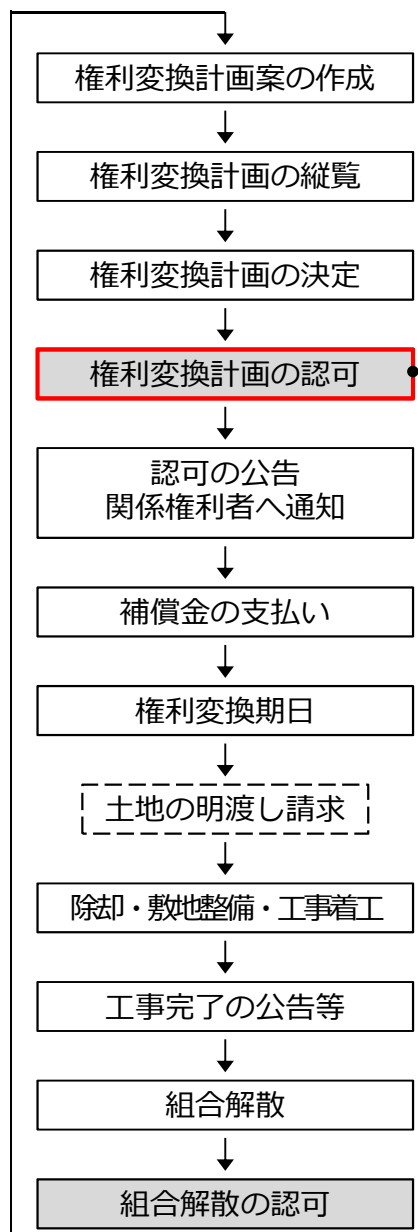 権利変換計画案の作成
権利変換計画の縦覧
権利変換計画の決定
権利変換計画の認可
認可の公告
関係権利者へ通知
補償金の支払い
権利変換期日
土地の明渡し請求
除却・敷地整備・工事着工
工事完了の公告等
組合解散
組合解散の認可